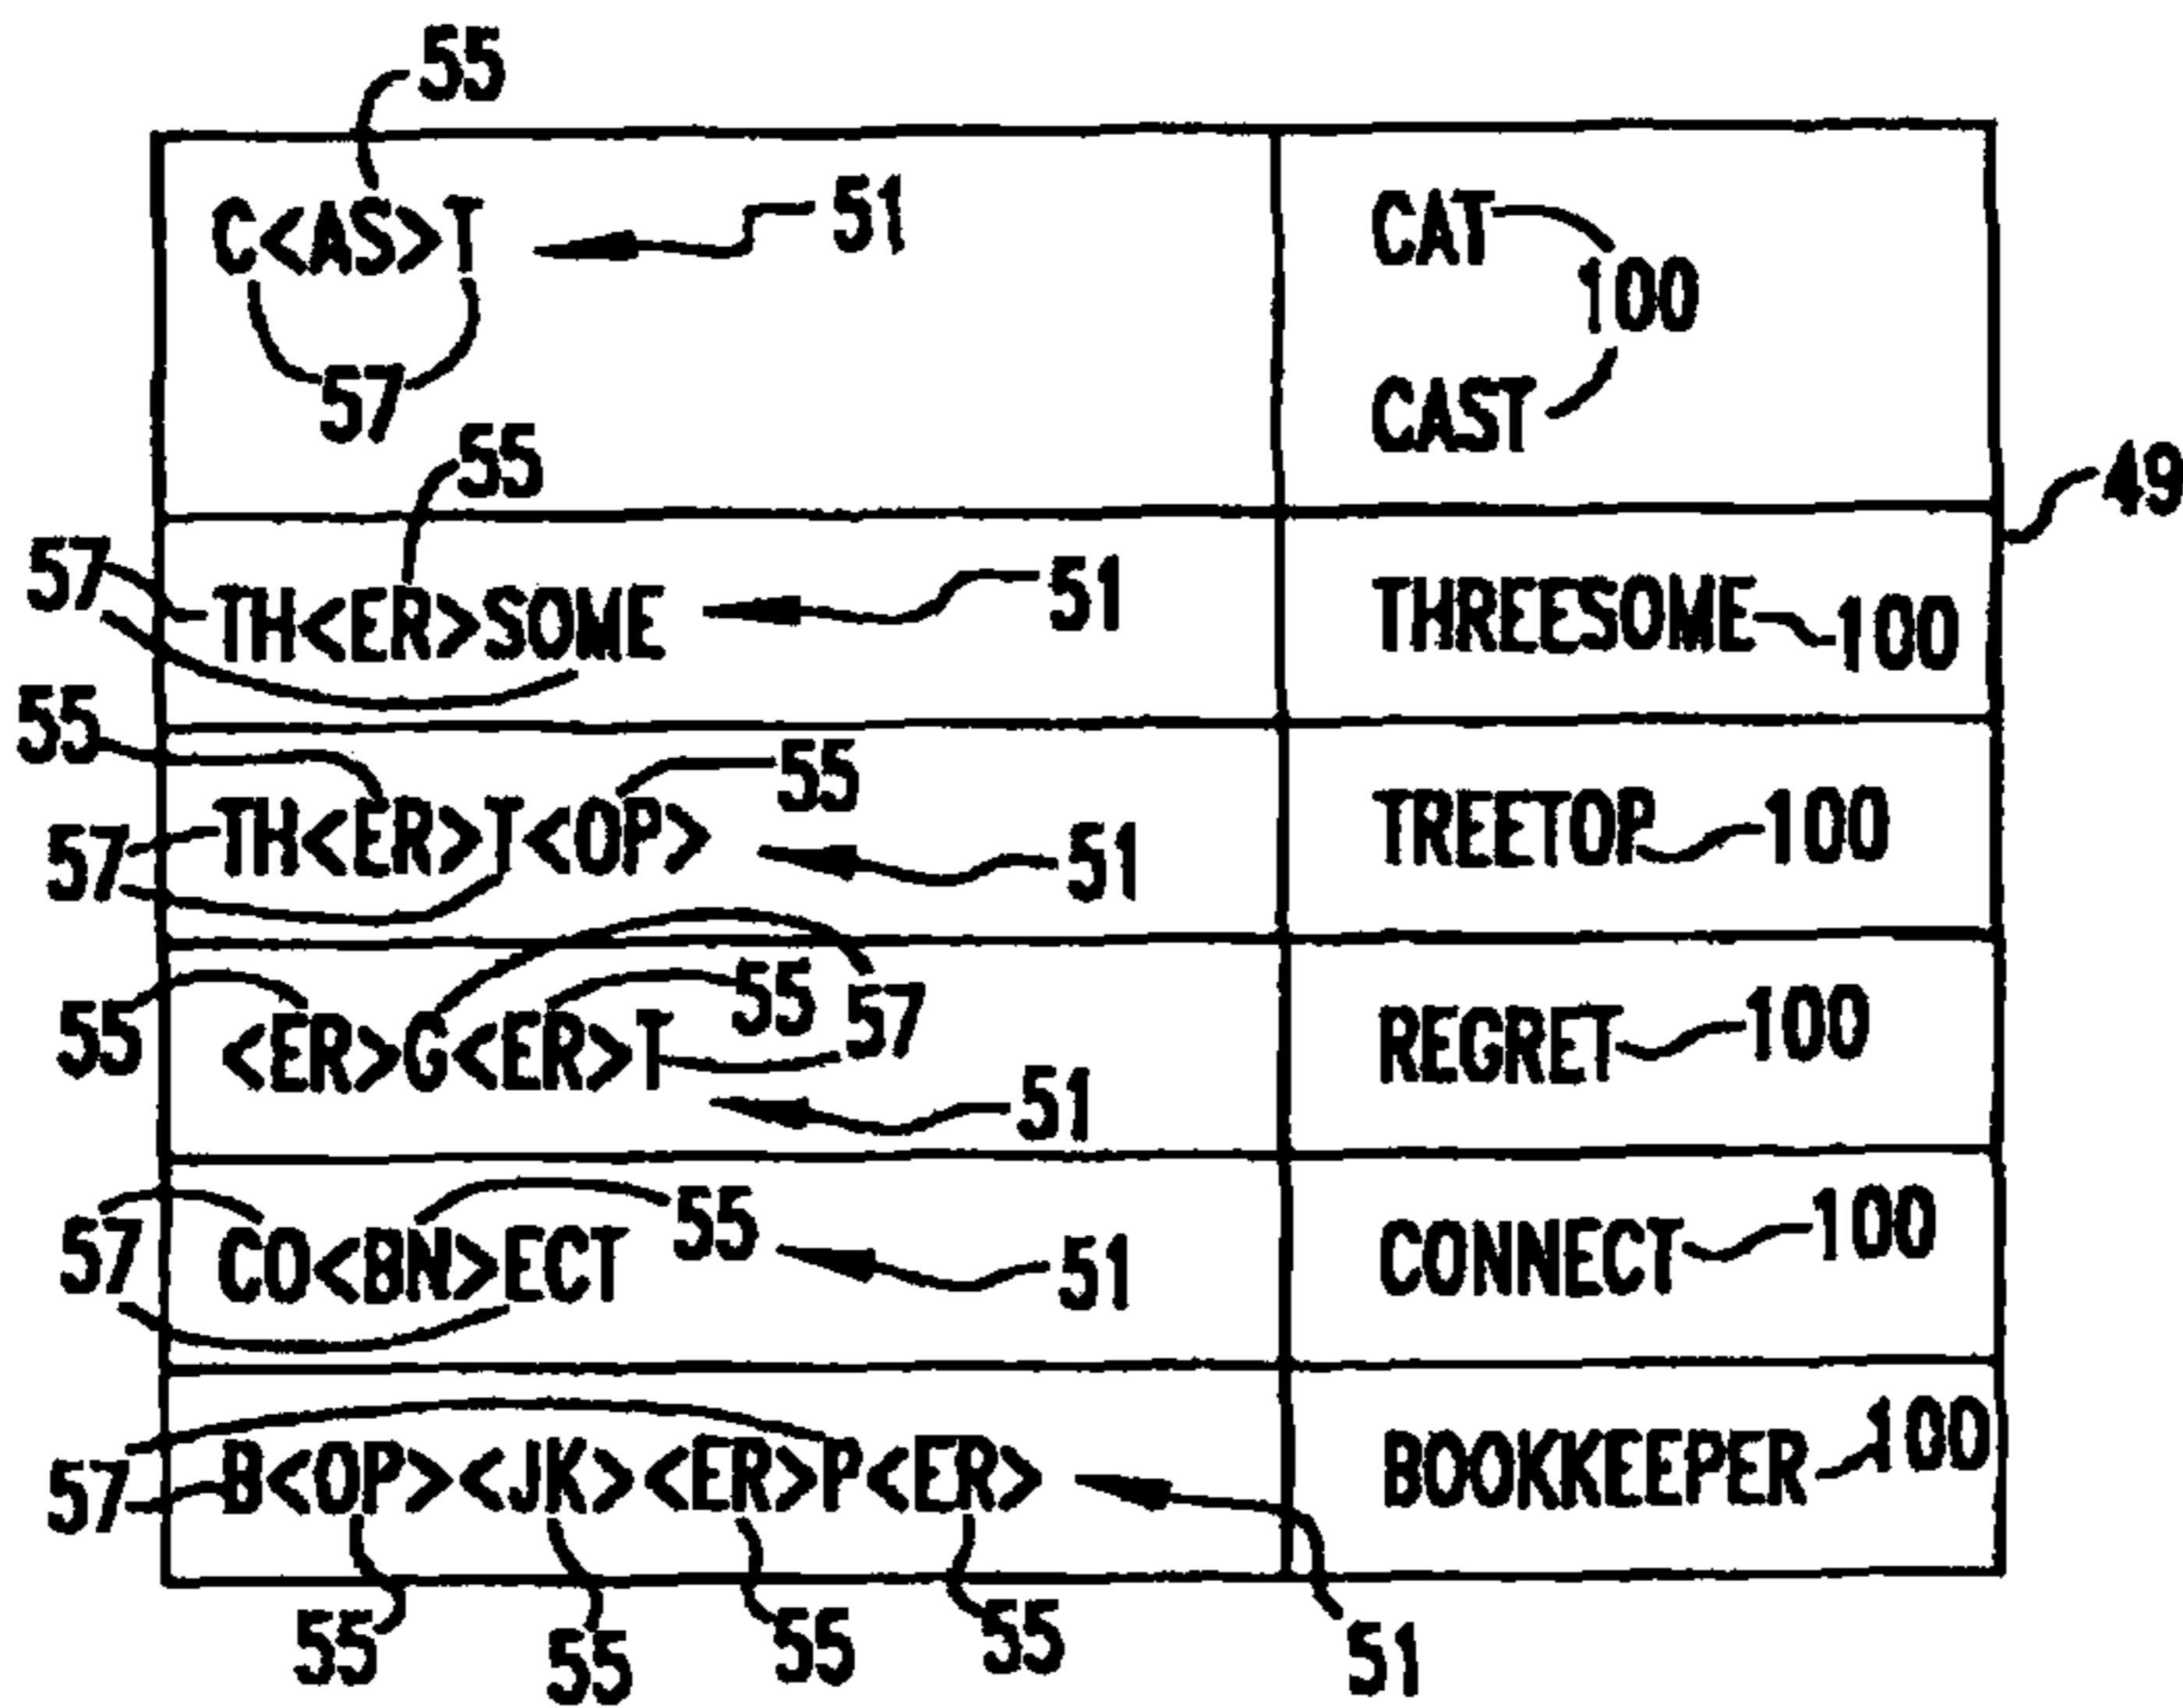 55
C<AS>T 51 CAT
100
57 CAST
55 49
57 TH<ER>SOME 51 THREESOME 100
55 55
57 TH<ER>T<OP> 51 TREETOP 100
55 <ER>G<ER>T 55 57 REGRET 100
51
57 CO<BN>ECT 55 51 CONNECT 100
57 B<OP><JK><ER>P<ER> BOOKKEEPER 100
55 55 55 55 51